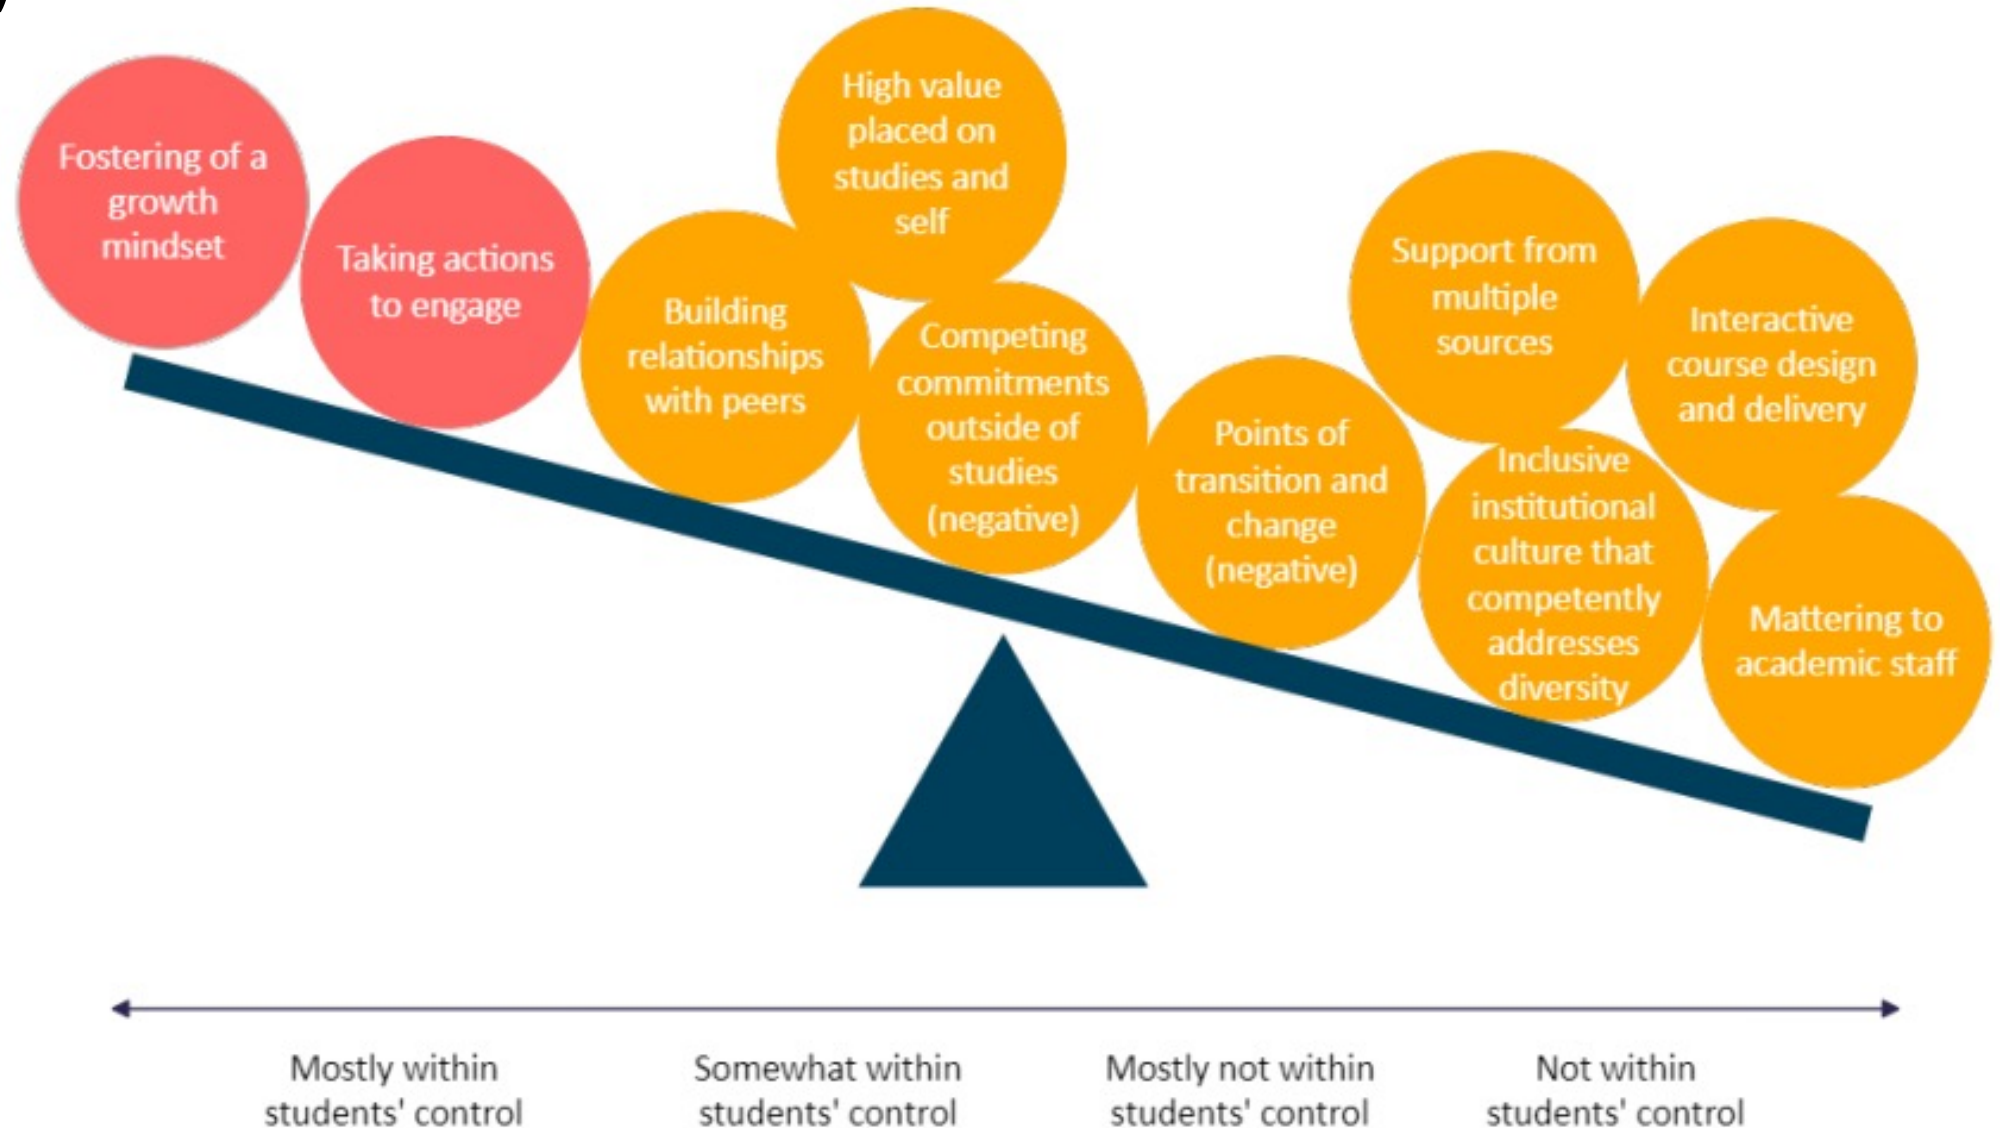 Fostering of a
growth
mindset
Taking actions
to engage
Building
relationships
with peers
High value
placed on
studies and
self
Competing
commitments
outside of
studies
(negative)
Points of
transition and
change
(negative)
Support from
multiple
sources
Inclusive
institutional
culture that
competently
addresses
diversity
Interactive
course design
and delivery
Mattering to
academic staff
Mostly within
students' control
Somewhat within
students' control
Mostly not within
students' control
Not within
students' control